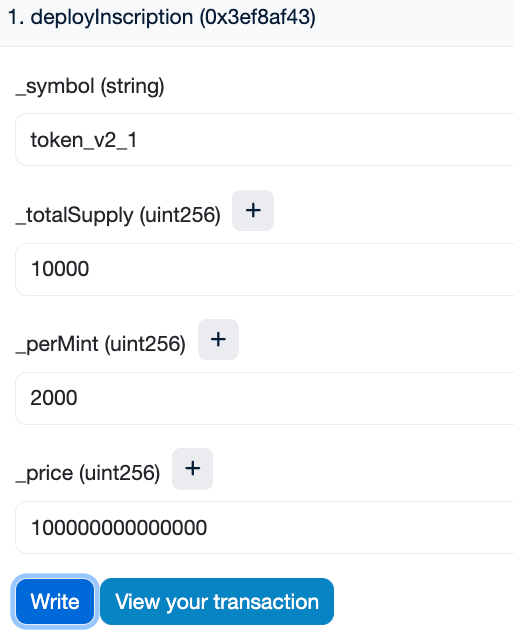 1. deployInscription (0x3ef8af43)
_symbol (string)
token_v2_1
_totalSupply (uint256) +
10000
_perMint (uint256) +
2000
_price (uint256) +
100000000000000
Write View your transaction